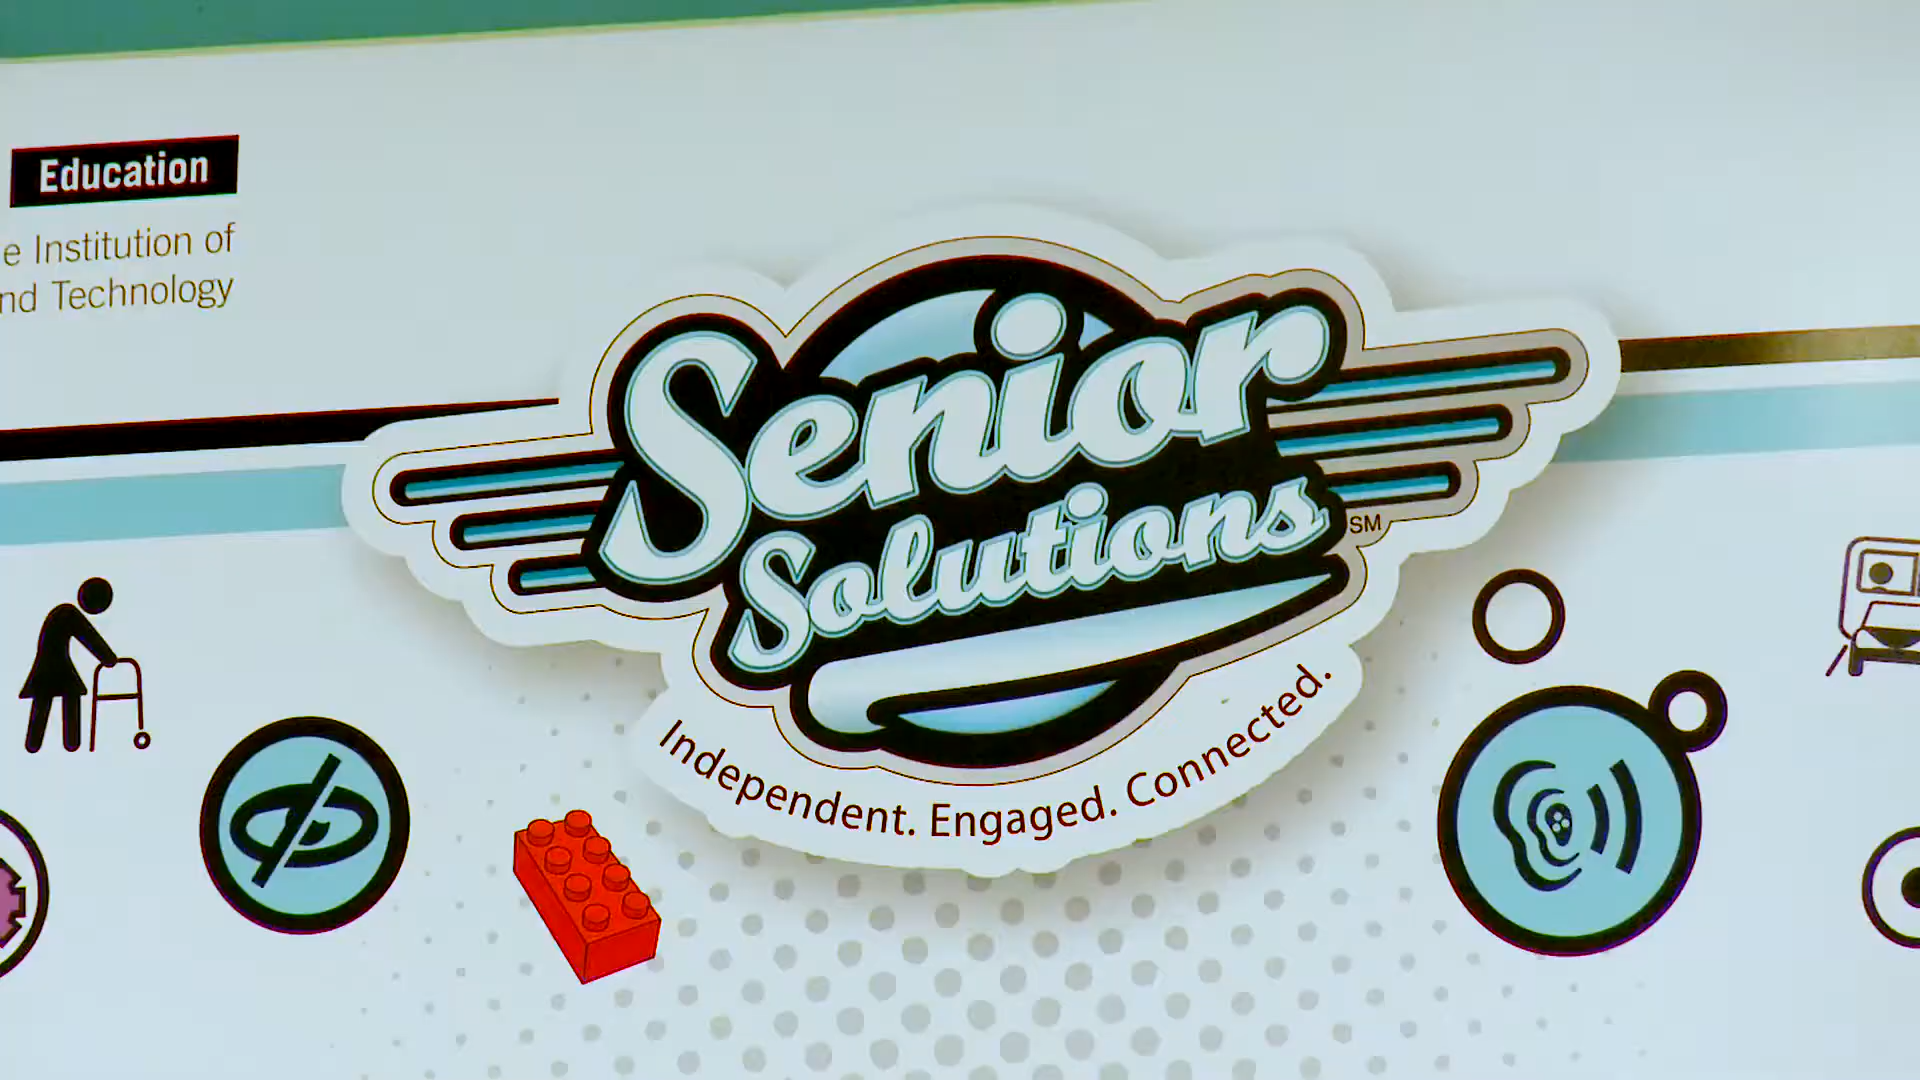 Education
e Institution of
nd Technology
Senior
Solutions
SM
Independent. Engaged. Connected.